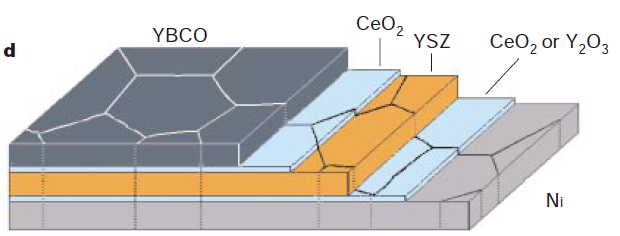 d
YBCO
CeO₂
YSZ
CeO₂ or Y₂O₃
Ni